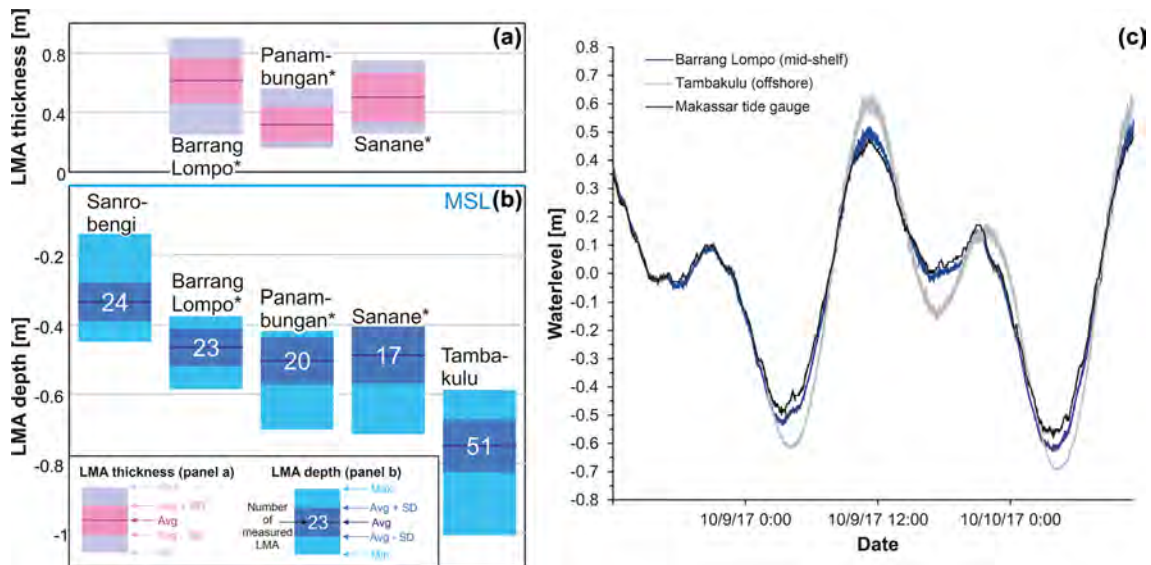 (a)
LMA thickness [m]
0.8
0.4
0
Panam-
bungan*
Barrang
Lompo*
Sanane*
MSL (b)
LMA depth [m]
-0.2
-0.4
-0.6
-0.8
-1
Sanro-
bengi
Barrang
Lompo*
Panam-
bungan*
Sanane*
Tamba-
kulu
24
23
20
17
51
LMA thickness (panel a)
Avg
LMA depth (panel b)
Number
of
measured
LMA
23
Max
Avg + SD
Avg
Avg - SD
Min
(c)
Barrang Lompo (mid-shelf)
Tambakulu (offshore)
Makassar tide gauge
Waterlevel [m]
0.8
0.7
0.6
0.5
0.4
0.3
0.2
0.1
0.0
-0.1
-0.2
-0.3
-0.4
-0.5
-0.6
-0.7
-0.8
10/9/17 0:00
10/9/17 12:00
10/10/17 0:00
Date